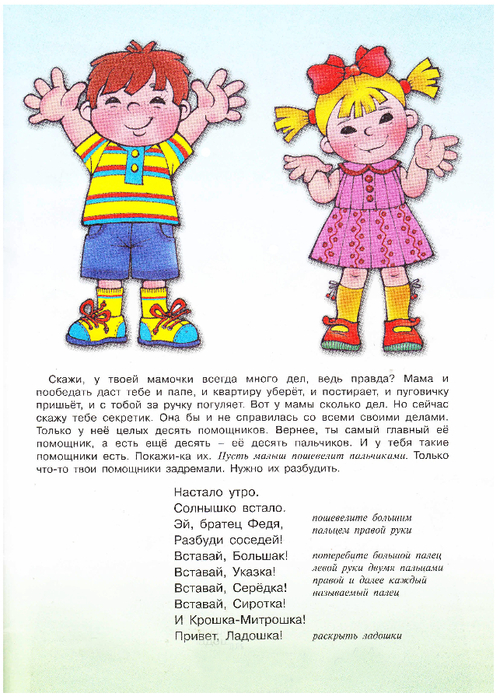 Скажи, у твоей мамочки всегда много дел, ведь правда? Мама и
пообедать даст тебе и папе, и квартиру уберёт, и постирает, и пуговичку
пришьёт, и с тобой за ручку погуляет. Вот у мамы сколько дел. Но сейчас
скажу тебе секретик. Она бы и не справилась со всеми своими делами.
Только у неё целых десять помощников. Вернее, ты самый главный её
помощник, а есть ещё десять – её десять пальчиков. И у тебя такие
помощники есть. Покажи-ка их. Пусть малыш пошевелит пальчиками. Только
что-то твои помощники задремали. Нужно их разбудить.
Настало утро.
Солнышко встало.
Эй, братец Федя,
Разбуди соседей!
пошевелите большим
пальцем правой руки
Вставай, Большак!
Вставай, Указка!
Вставай, Серёдка!
Вставай, Сиротка!
И Крошка-Митрошка!
потеребите большой палец
левой руки двумя пальцами
правой и далее каждый
называемый палец
Привет, Ладошка!
раскрыть ладошки